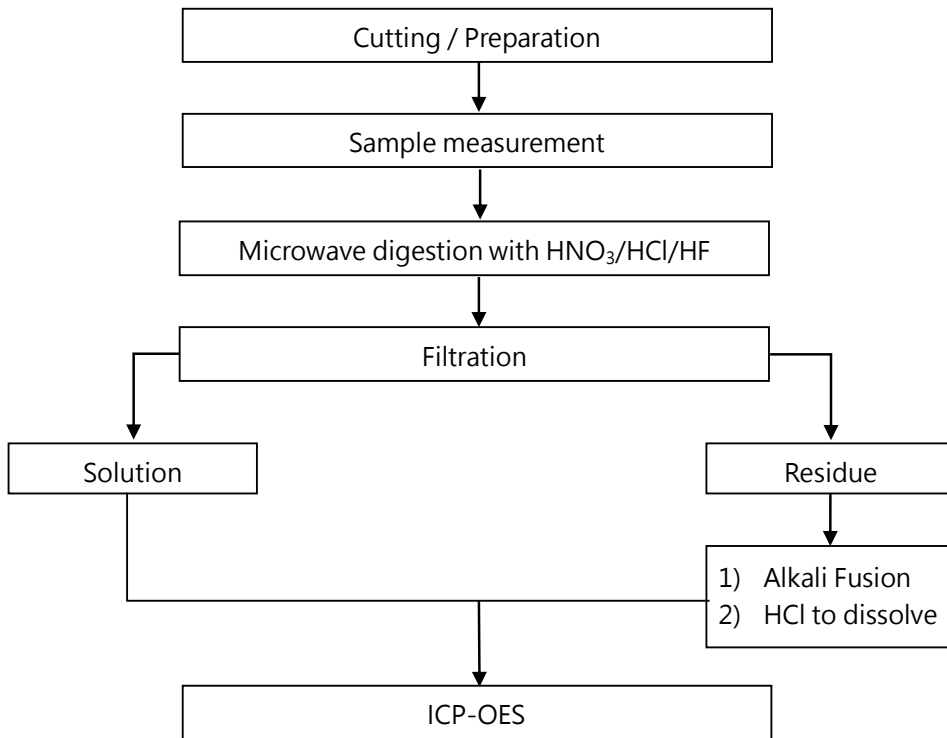 Cutting / Preparation
Sample measurement
Microwave digestion with HNO₃/HCl/HF
Filtration
Solution
Residue
1) Alkali Fusion
2) HCl to dissolve
ICP-OES